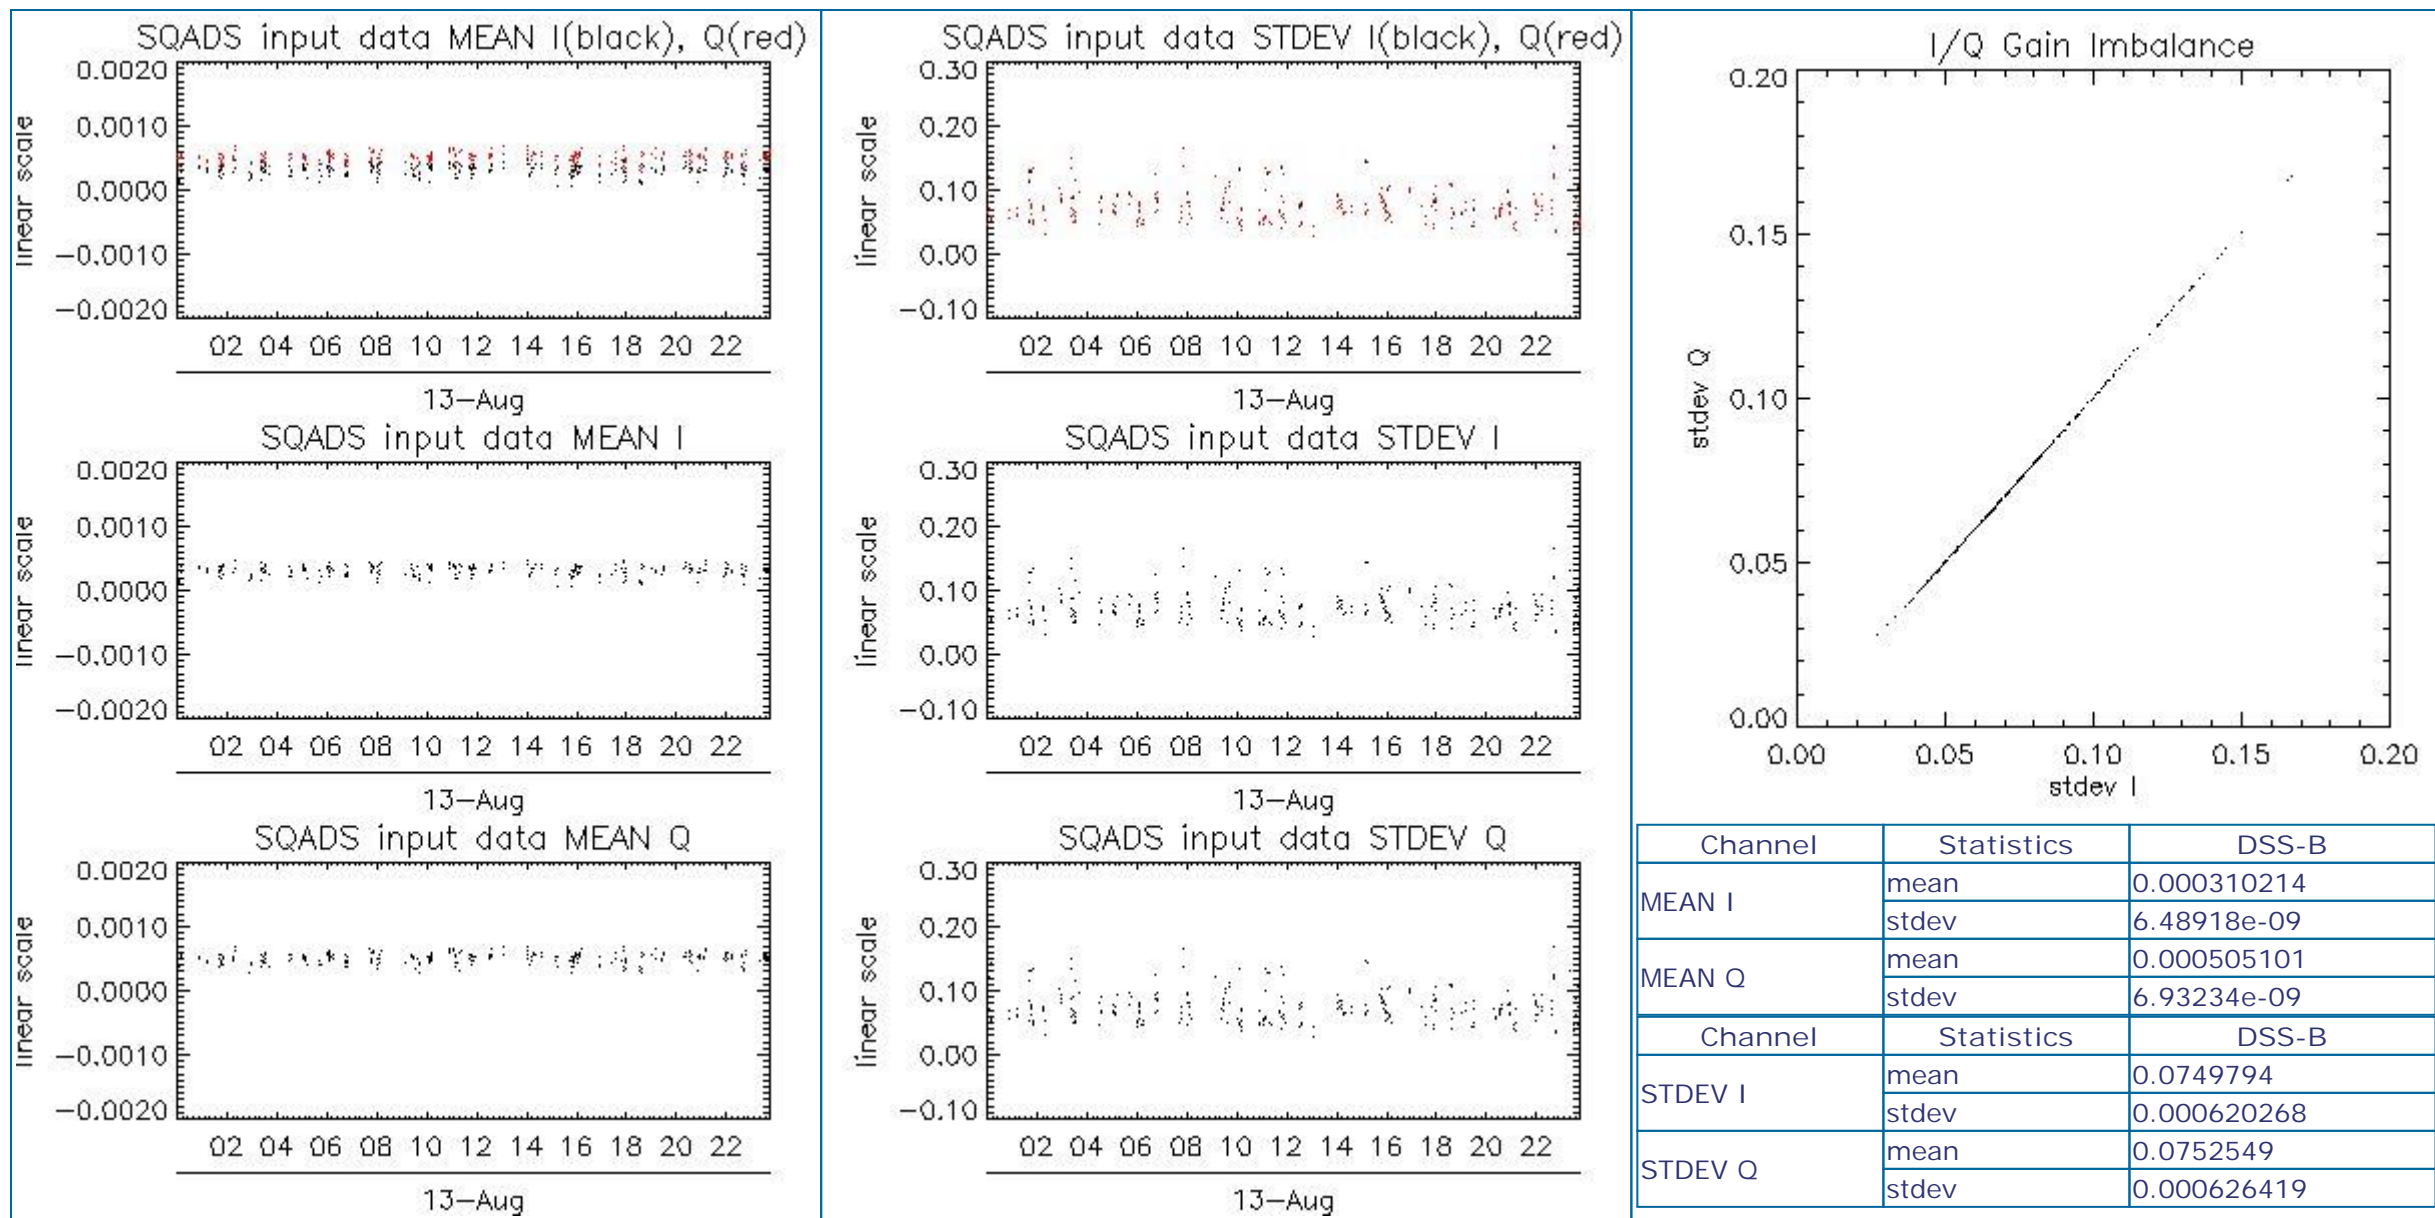 SQADS input data MEAN I(black), Q(red)
0.0020
0.0010
0.0000
-0.0010
-0.0020
linear scale
02 04 06 08 10 12 14 16 18 20 22
13-Aug
SQADS input data MEAN I
0.0020
0.0010
0.0000
-0.0010
-0.0020
linear scale
02 04 06 08 10 12 14 16 18 20 22
13-Aug
SQADS input data MEAN Q
0.0020
0.0010
0.0000
-0.0010
-0.0020
linear scale
02 04 06 08 10 12 14 16 18 20 22
13-Aug
SQADS input data STDEV I(black), Q(red)
0.30
0.20
0.10
0.00
-0.10
linear scale
02 04 06 08 10 12 14 16 18 20 22
13-Aug
SQADS input data STDEV I
0.30
0.20
0.10
0.00
-0.10
linear scale
02 04 06 08 10 12 14 16 18 20 22
13-Aug
SQADS input data STDEV Q
0.30
0.20
0.10
0.00
-0.10
linear scale
02 04 06 08 10 12 14 16 18 20 22
13-Aug
I/Q Gain Imbalance
0.20
0.15
0.10
0.05
0.00
stdev Q
0.00 0.05 0.10 0.15 0.20
stdev I
Channel Statistics DSS-B
MEAN I mean 0.000310214
stdev 6.48918e-09
MEAN Q mean 0.000505101
stdev 6.93234e-09
Channel Statistics DSS-B
STDEV I mean 0.0749794
stdev 0.000620268
STDEV Q mean 0.0752549
stdev 0.000626419